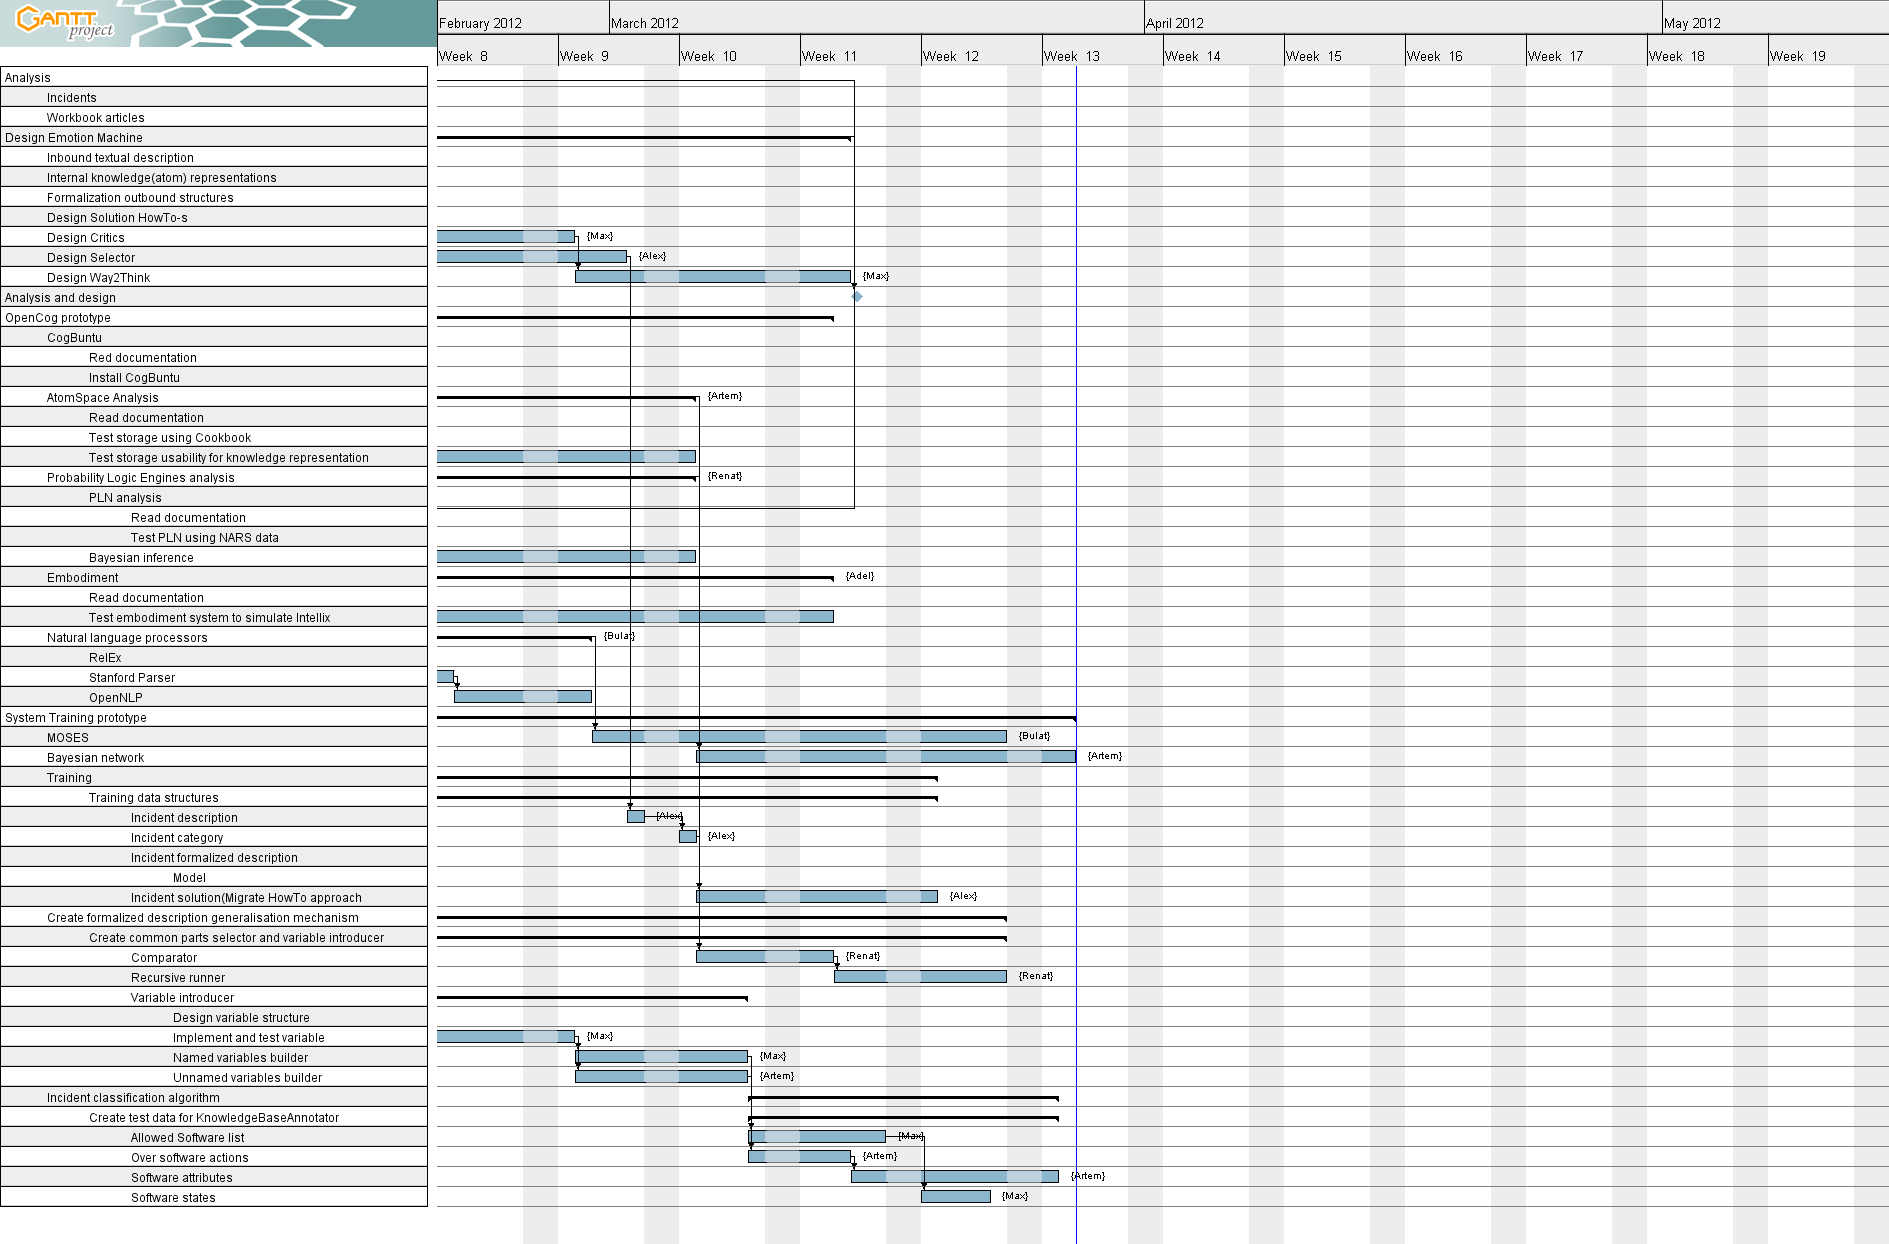 GANTT project
February 2012 March 2012 April 2012 May 2012
Week 8 Week 9 Week 10 Week 11 Week 12 Week 13 Week 14 Week 15 Week 16 Week 17 Week 18 Week 19
Analysis
Incidents
Workbook articles
Design Emotion Machine
Inbound textual description
Internal knowledge(atom) representations
Formalization outbound structures
Design Solution HowTo-s
Design Critics {Max}
Design Selector {Alex}
Design Way2Think {Max}
Analysis and design
OpenCog prototype
CogBuntu
Red documentation
Install CogBuntu
AtomSpace Analysis {Artem}
Read documentation
Test storage using Cookbook
Test storage usability for knowledge representation
Probability Logic Engines analysis {Renat}
PLN analysis
Read documentation
Test PLN using NARS data
Bayesian inference
Embodiment {Adel}
Read documentation
Test embodiment system to simulate Intellix
Natural language processors {Bulat}
RelEx
Stanford Parser
OpenNLP
System Training prototype
MOSES {Bulat}
Bayesian network {Artem}
Training
Training data structures
Incident description {Alex}
Incident category {Alex}
Incident formalized description
Model
Incident solution(Migrate HowTo approach {Alex}
Create formalized description generalisation mechanism
Create common parts selector and variable introducer
Comparator {Renat}
Recursive runner {Renat}
Variable introducer
Design variable structure
Implement and test variable {Max}
Named variables builder {Max}
Unnamed variables builder {Artem}
Incident classification algorithm
Create test data for KnowledgeBaseAnnotator
Allowed Software list {Max}
Over software actions {Artem}
Software attributes {Artem}
Software states {Max}